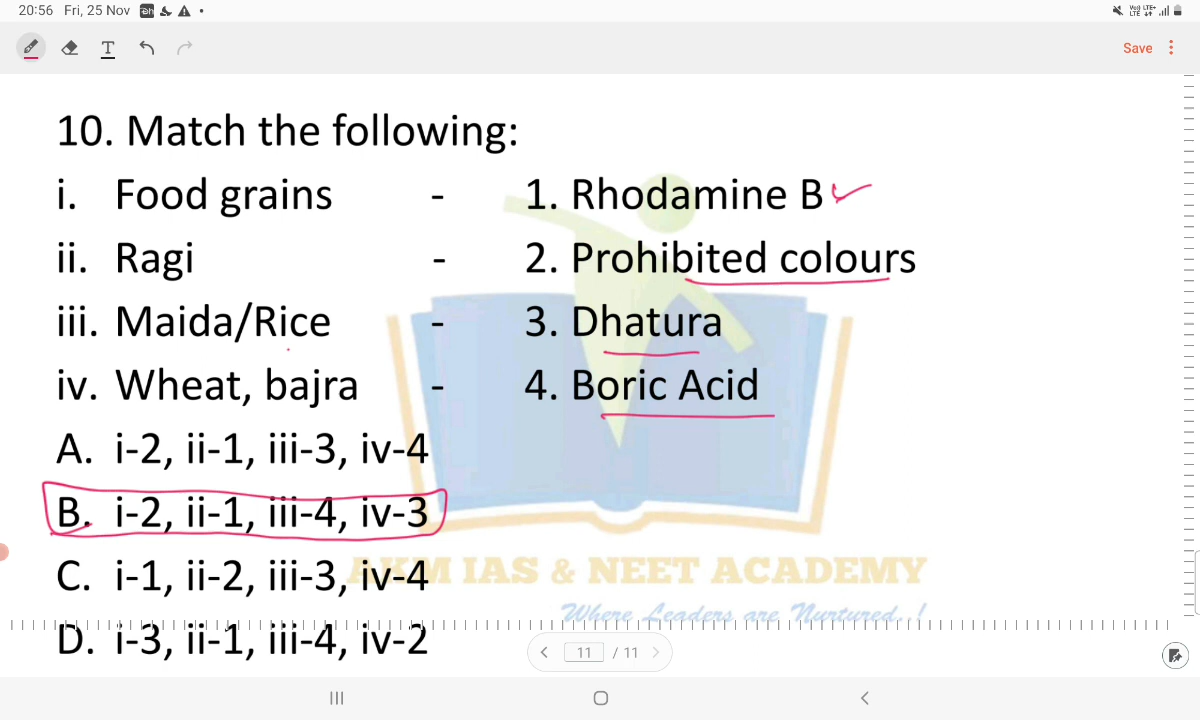 20:56 Fri, 25 Nov
Save
10. Match the following:
i. Food grains - 1. Rhodamine B
ii. Ragi - 2. Prohibited colours
iii. Maida/Rice - 3. Dhatura
iv. Wheat, bajra - 4. Boric Acid
A. i-2, ii-1, iii-3, iv-4
B. i-2, ii-1, iii-4, iv-3
C. i-1, ii-2, iii-3, iv-4
AKM IAS & NEET ACADEMY
Where Leaders are Nurtured..!
D. i-3, ii-1, iii-4, iv-2
11 / 11